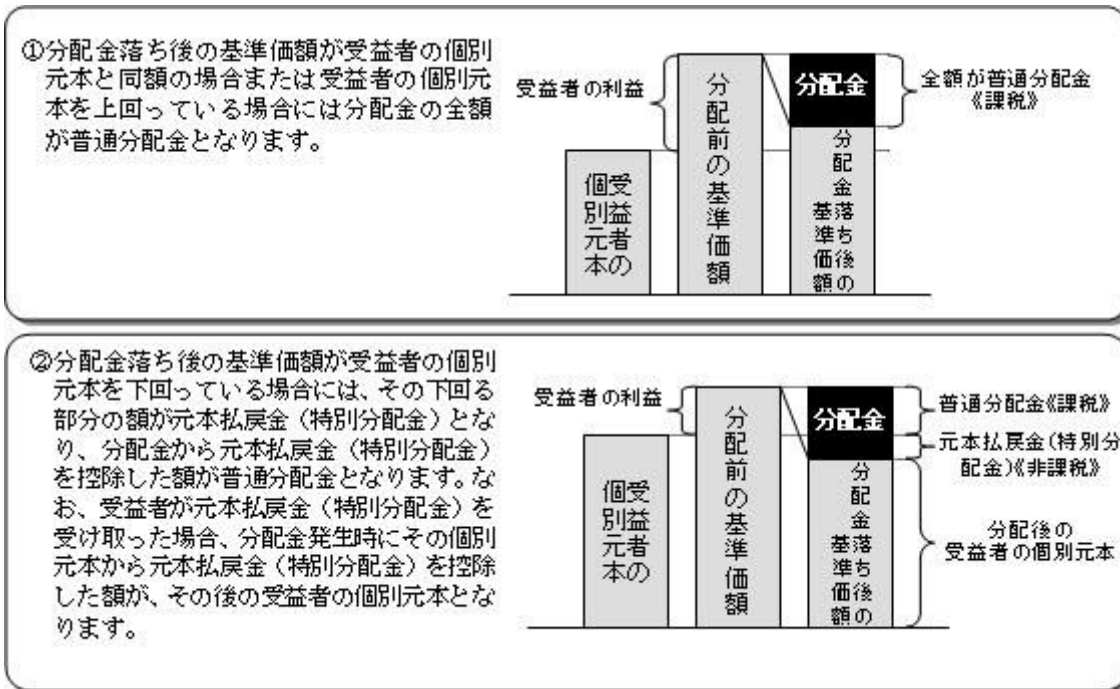 ①分配金落ち後の基準価額が受益者の個別
元本と同額の場合または受益者の個別元
本を上回っている場合には分配金の全額
が普通分配金となります。
受益者の利益
分配前の基準価額
分配金
全額が普通分配金
《課税》
受益者の
個別元本
分配金落ち後の
基準価額
②分配金落ち後の基準価額が受益者の個別
元本を下回っている場合には、その下回る
部分の額が元本払戻金（特別分配金）とな
り、分配金から元本払戻金（特別分配金）
を控除した額が普通分配金となります。な
お、受益者が元本払戻金（特別分配金）を
受け取った場合、分配金発生時にその個別
元本から元本払戻金（特別分配金）を控除
した額が、その後の受益者の個別元本とな
ります。
受益者の利益
分配前の基準価額
分配金
普通分配金《課税》
元本払戻金(特別分
配金)《非課税》
受益者の
個別元本
分配金落ち後の
基準価額
分配後の
受益者の個別元本